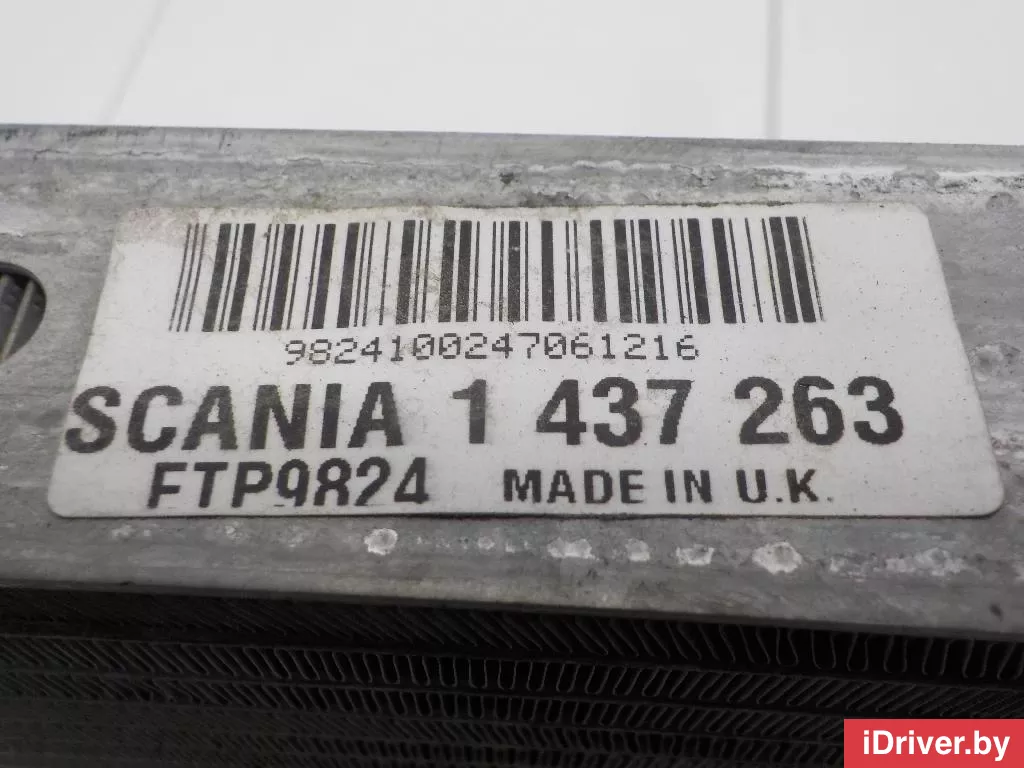 9824100247061216
SCANIA 1 437 263
FTP9824 MADE IN U.K.
iDriver.by